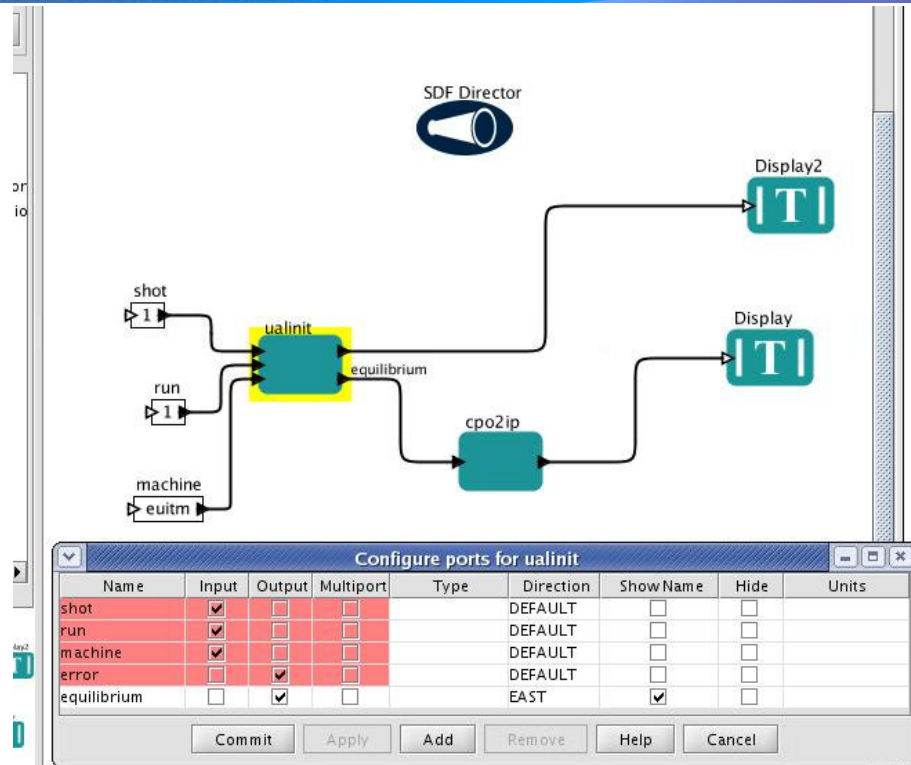 SDF Director
Display2
T
shot
1
ualinit
Display
T
equilibrium
run
1
cpo2ip
machine
euitm
Configure ports for ualinit
Name Input Output Multiport Type Direction Show Name Hide Units
shot DEFAULT
run DEFAULT
machine DEFAULT
error DEFAULT
equilibrium EAST
Commit Apply Add Remove Help Cancel